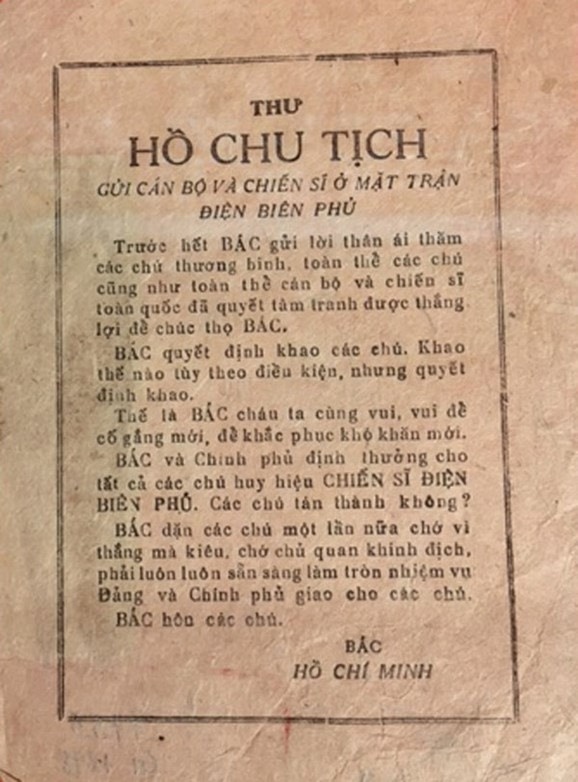 THƯ
HỒ CHU TỊCH
GỬI CÁN BỘ VÀ CHIẾN SĨ Ở MẶT TRẬN
ĐIỆN BIÊN PHỦ
Trước hết BÁC gửi lời thân ái thăm
các chú thương binh, toàn thể các chú
cũng như toàn thể cán bộ và chiến sĩ
toàn quốc đã quyết tâm tranh được thắng
lợi để chúc thọ BÁC.
BÁC quyết định khao các chú. Khao
thế nào tùy theo điều kiện, nhưng quyết
định khao.
Thế là BÁC cháu ta cùng vui, vui để
cố gắng mới, để khắc phục khó khăn mới.
BÁC và Chính phủ định thưởng cho
tất cả các chú huy hiệu CHIẾN SĨ ĐIỆN
BIÊN PHỦ. Các chú tán thành không?
BÁC dặn các chú một lần nữa chớ vì
thắng mà kiêu, chớ chủ quan khinh địch,
phải luôn luôn sẵn sàng làm tròn nhiệm vụ
Đảng và Chính phủ giao cho các chú.
BÁC hôn các chú.
BÁC
HỒ CHÍ MINH